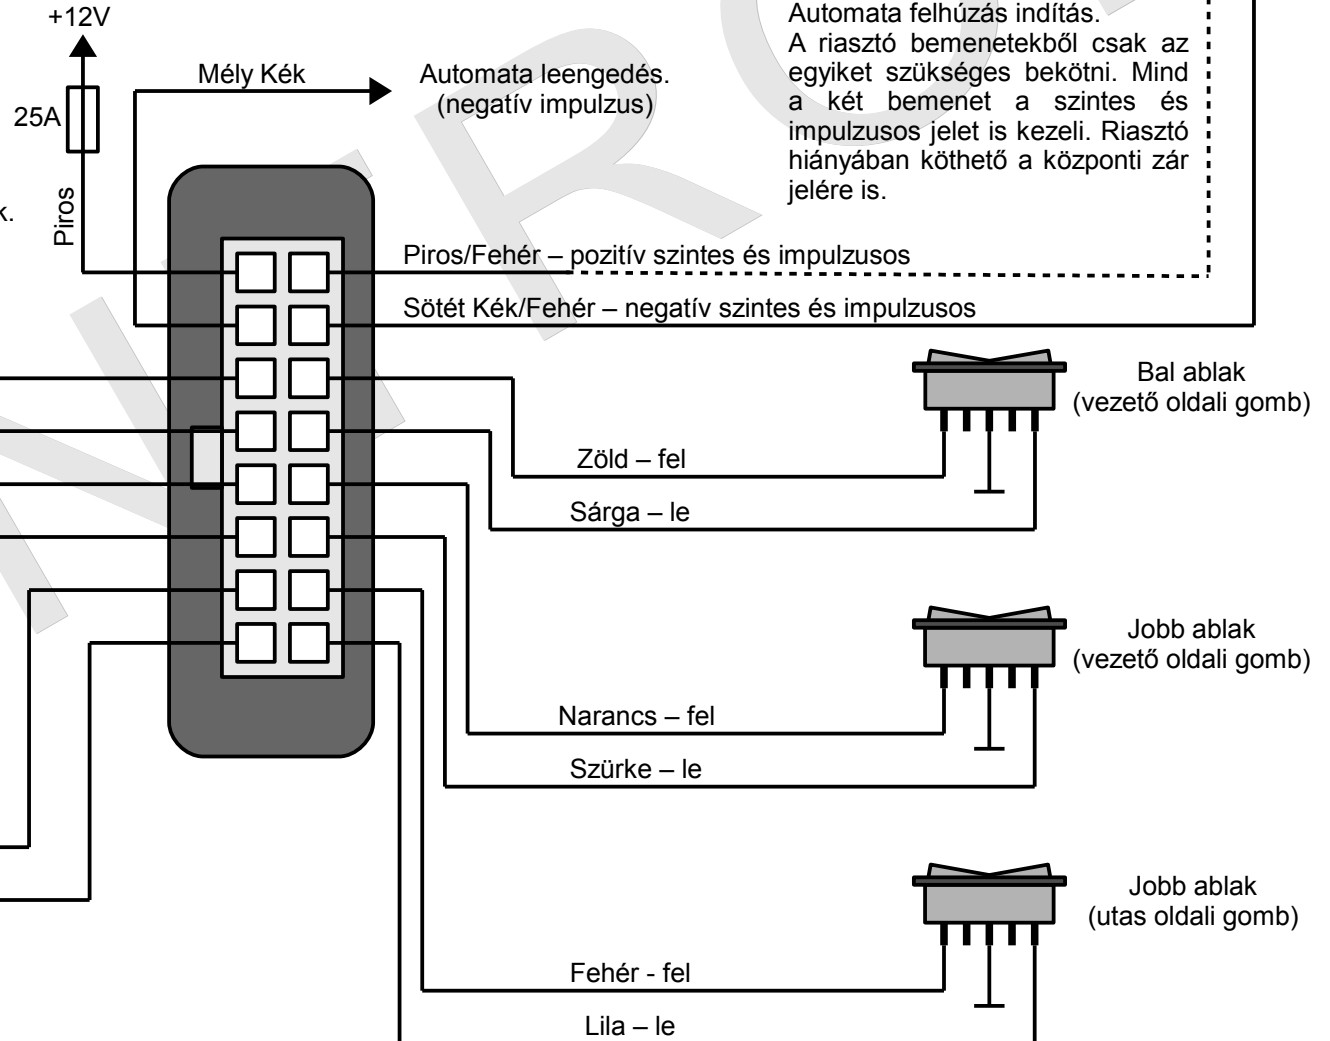 +12V
25A
Piros
k.
Mély Kék
Automata leengedés.
(negatív impulzus)
Automata felhúzás indítás.
A riasztó bemenetekből csak az
egyiket szükséges bekötni. Mind
a két bemenet a szintes és
impulzusos jelet is kezeli. Riasztó
hiányában köthető a központi zár
jelére is.
Piros/Fehér – pozitív szintes és impulzusos
Sötét Kék/Fehér – negatív szintes és impulzusos
Bal ablak
(vezető oldali gomb)
Zöld – fel
Sárga – le
Jobb ablak
(vezető oldali gomb)
Narancs – fel
Szürke – le
Jobb ablak
(utas oldali gomb)
Fehér - fel
Lila – le